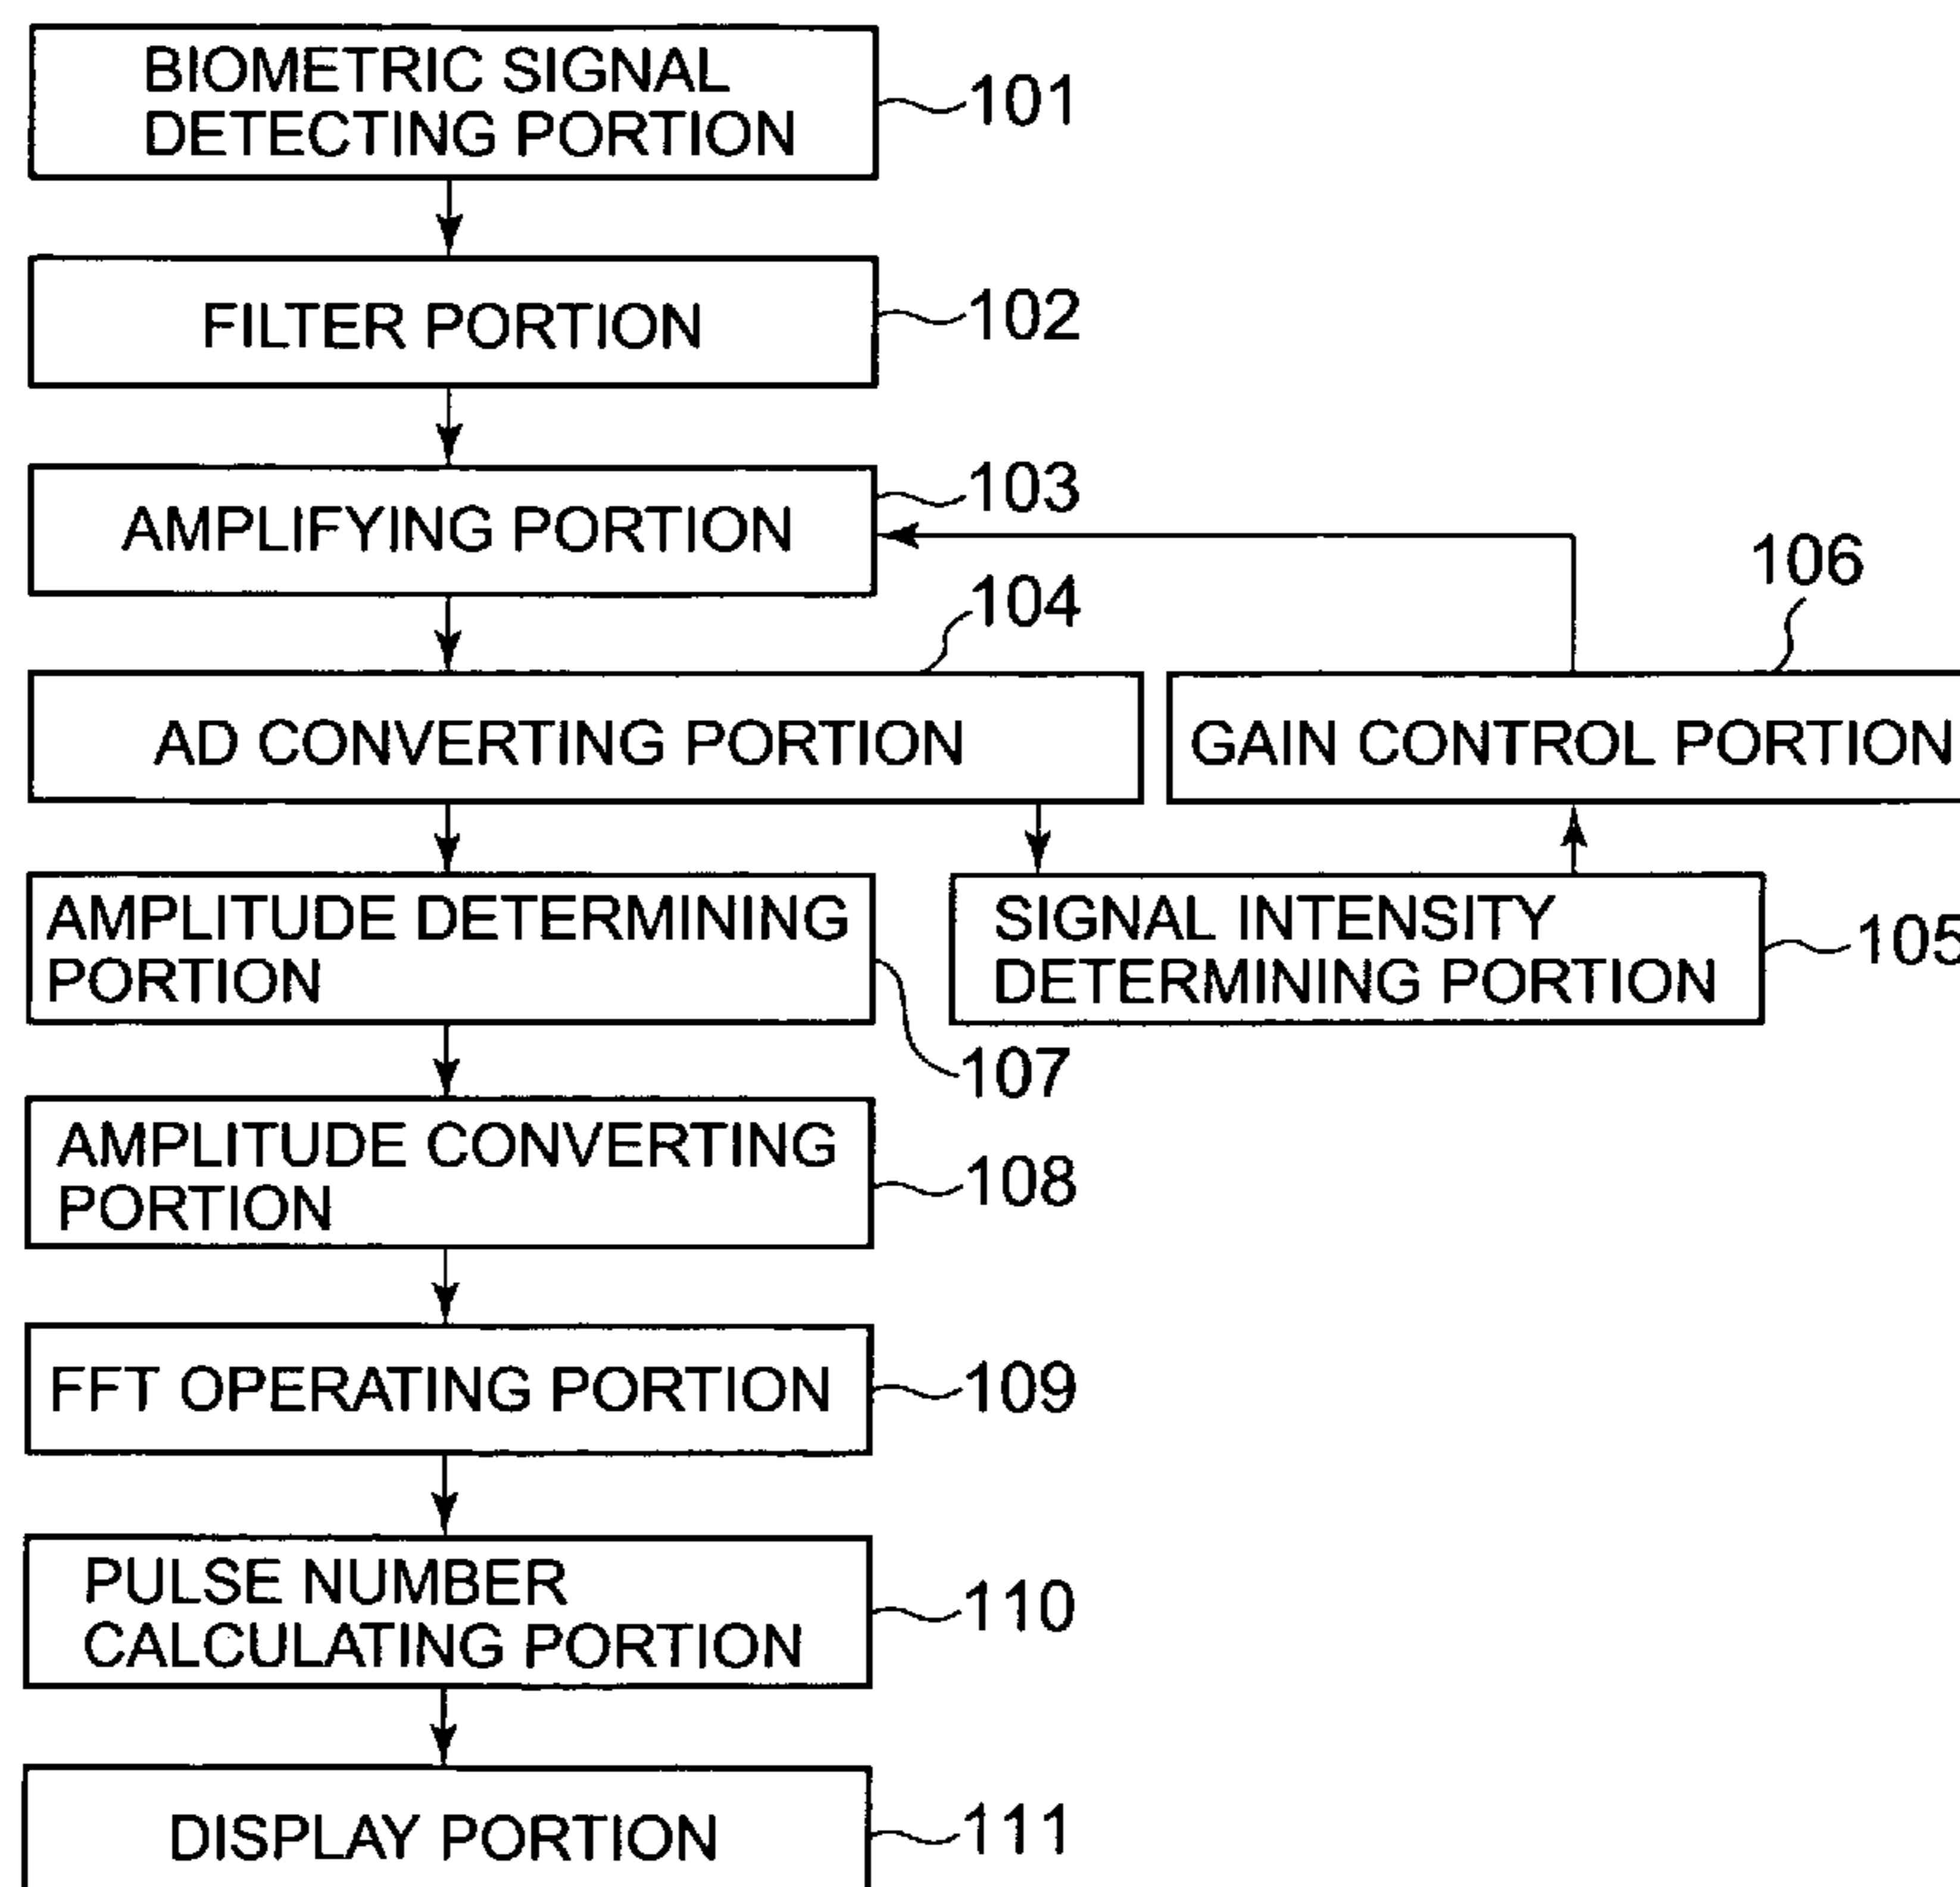 BIOMETRIC SIGNAL
DETECTING PORTION
101
FILTER PORTION
102
AMPLIFYING PORTION
103
104
106
AD CONVERTING PORTION
GAIN CONTROL PORTION
AMPLITUDE DETERMINING
PORTION
107
SIGNAL INTENSITY
DETERMINING PORTION
105
AMPLITUDE CONVERTING
PORTION
108
FFT OPERATING PORTION
109
PULSE NUMBER
CALCULATING PORTION
110
DISPLAY PORTION
111